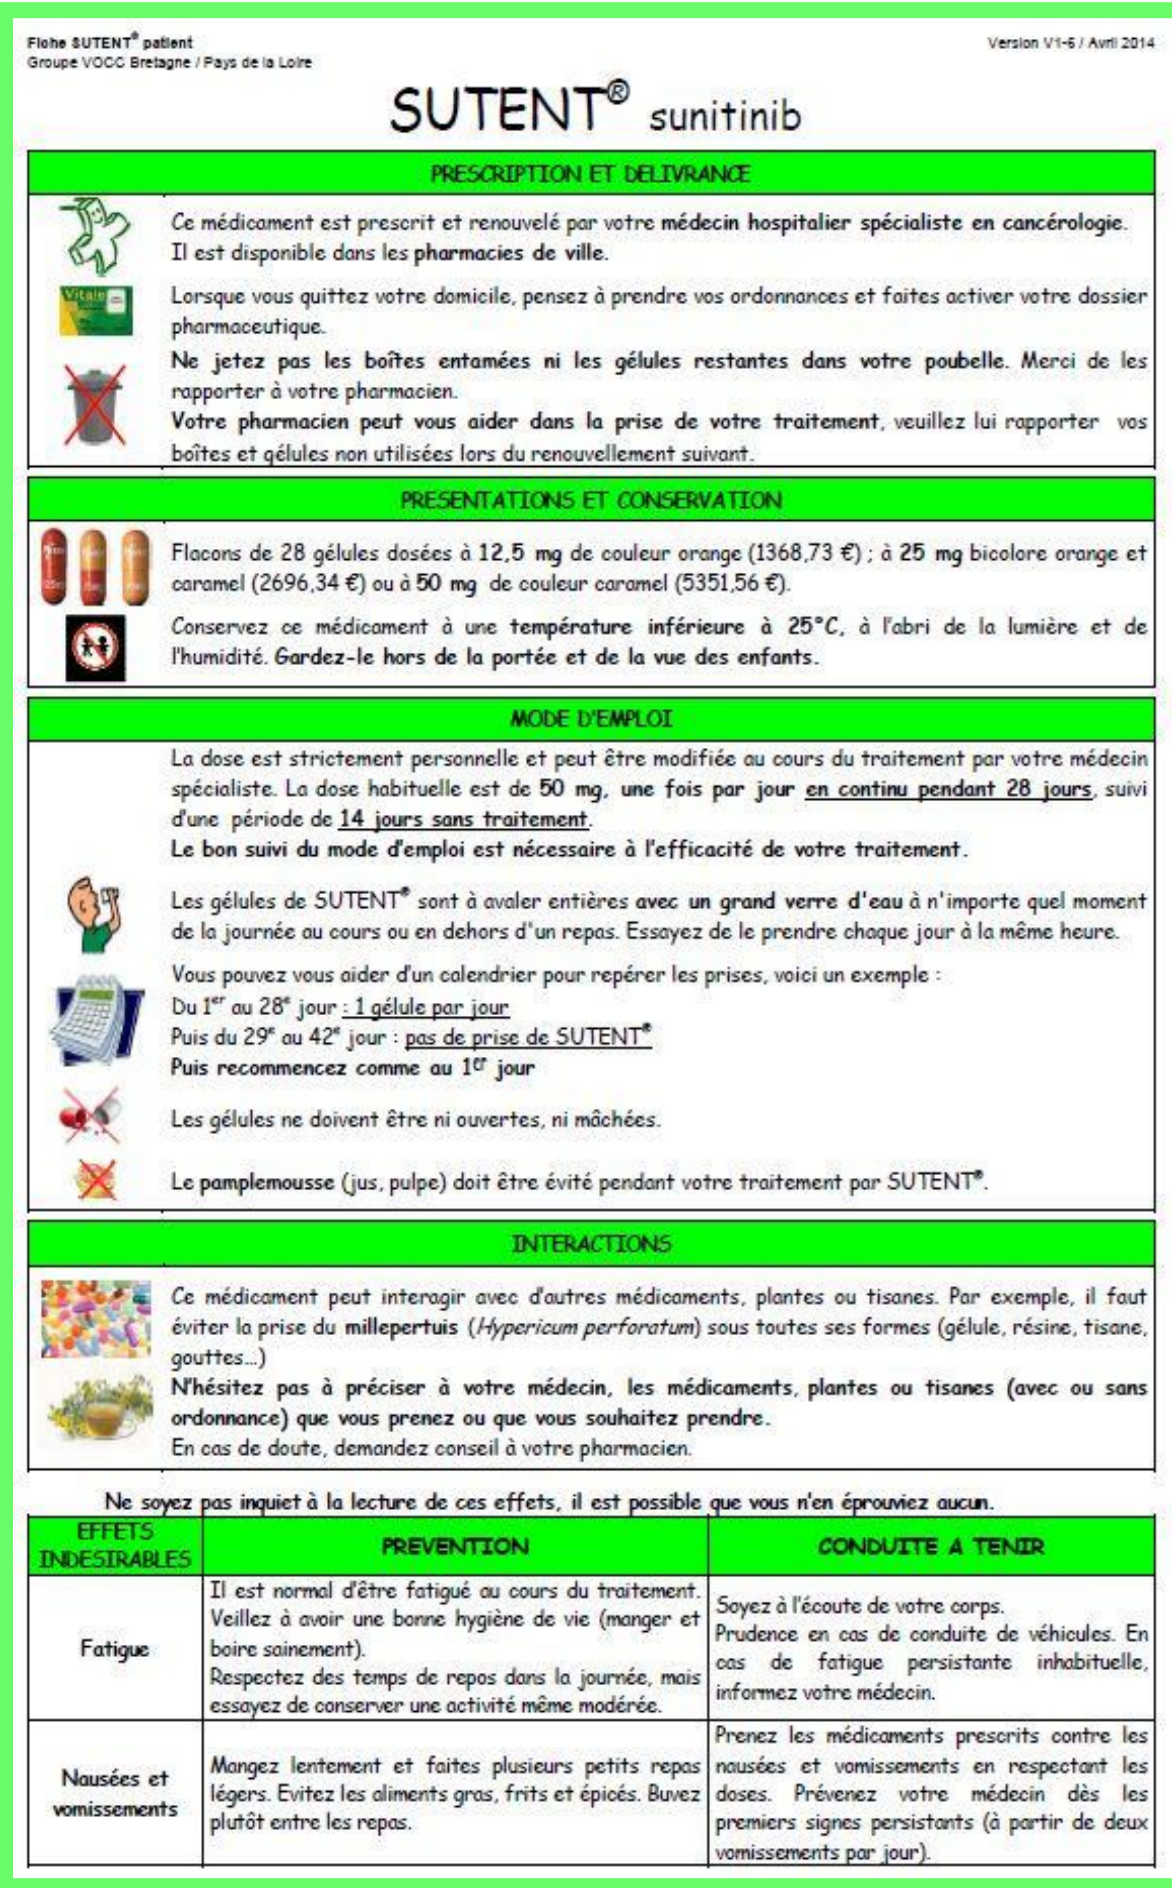 Fiche SUTENT® patient
Version V1-6 / Avril 2014
Groupe VOCC Bretagne / Pays de la Loire
SUTENT® sunitinib
PRESCRIPTION ET DELIVRANCE
Ce médicament est prescrit et renouvelé par votre médecin hospitalier spécialiste en cancérologie.
Il est disponible dans les pharmacies de ville.
Vitale
Lorsque vous quittez votre domicile, pensez à prendre vos ordonnances et faites activer votre dossier
pharmaceutique.
Ne jetez pas les boîtes entamées ni les gélules restantes dans votre poubelle. Merci de les
rapporter à votre pharmacien.
Votre pharmacien peut vous aider dans la prise de votre traitement, veuillez lui rapporter vos
boîtes et gélules non utilisées lors du renouvellement suivant.
PRESENTATIONS ET CONSERVATION
Flacons de 28 gélules dosées à 12,5 mg de couleur orange (1368,73 €) ; à 25 mg bicolore orange et
caramel (2696,34 €) ou à 50 mg de couleur caramel (5351,56 €).
Conservez ce médicament à une température inférieure à 25°C, à l'abri de la lumière et de
l'humidité. Gardez-le hors de la portée et de la vue des enfants.
MODE D'EMPLOI
La dose est strictement personnelle et peut être modifiée au cours du traitement par votre médecin
spécialiste. La dose habituelle est de 50 mg, une fois par jour en continu pendant 28 jours, suivi
d'une période de 14 jours sans traitement.
Le bon suivi du mode d'emploi est nécessaire à l'efficacité de votre traitement.
Les gélules de SUTENT® sont à avaler entières avec un grand verre d'eau à n'importe quel moment
de la journée au cours ou en dehors d'un repas. Essayez de le prendre chaque jour à la même heure.
Vous pouvez vous aider d'un calendrier pour repérer les prises, voici un exemple :
Du 1er au 28e jour : 1 gélule par jour
Puis du 29e au 42e jour : pas de prise de SUTENT®
Puis recommencez comme au 1er jour
Les gélules ne doivent être ni ouvertes, ni mâchées.
Le pamplemousse (jus, pulpe) doit être évité pendant votre traitement par SUTENT®.
INTERACTIONS
Ce médicament peut interagir avec d'autres médicaments, plantes ou tisanes. Par exemple, il faut
éviter la prise du millepertuis (Hypericum perforatum) sous toutes ses formes (gélule, résine, tisane,
gouttes…)
N'hésitez pas à préciser à votre médecin, les médicaments, plantes ou tisanes (avec ou sans
ordonnance) que vous prenez ou que vous souhaitez prendre.
En cas de doute, demandez conseil à votre pharmacien.
Ne soyez pas inquiet à la lecture de ces effets, il est possible que vous n'en éprouviez aucun.
EFFETS
INDESIRABLES
PREVENTION
CONDUITE A TENIR
Fatigue
Il est normal d'être fatigué au cours du traitement.
Veillez à avoir une bonne hygiène de vie (manger et
boire sainement).
Respectez des temps de repos dans la journée, mais
essayez de conserver une activité même modérée.
Soyez à l'écoute de votre corps.
Prudence en cas de conduite de véhicules. En
cas de fatigue persistante inhabituelle,
informez votre médecin.
Nausées et
vomissements
Mangez lentement et faites plusieurs petits repas
légers. Evitez les aliments gras, frits et épicés. Buvez
plutôt entre les repas.
Prenez les médicaments prescrits contre les
nausées et vomissements en respectant les
doses. Prévenez votre médecin dès les
premiers signes persistants (à partir de deux
vomissements par jour).